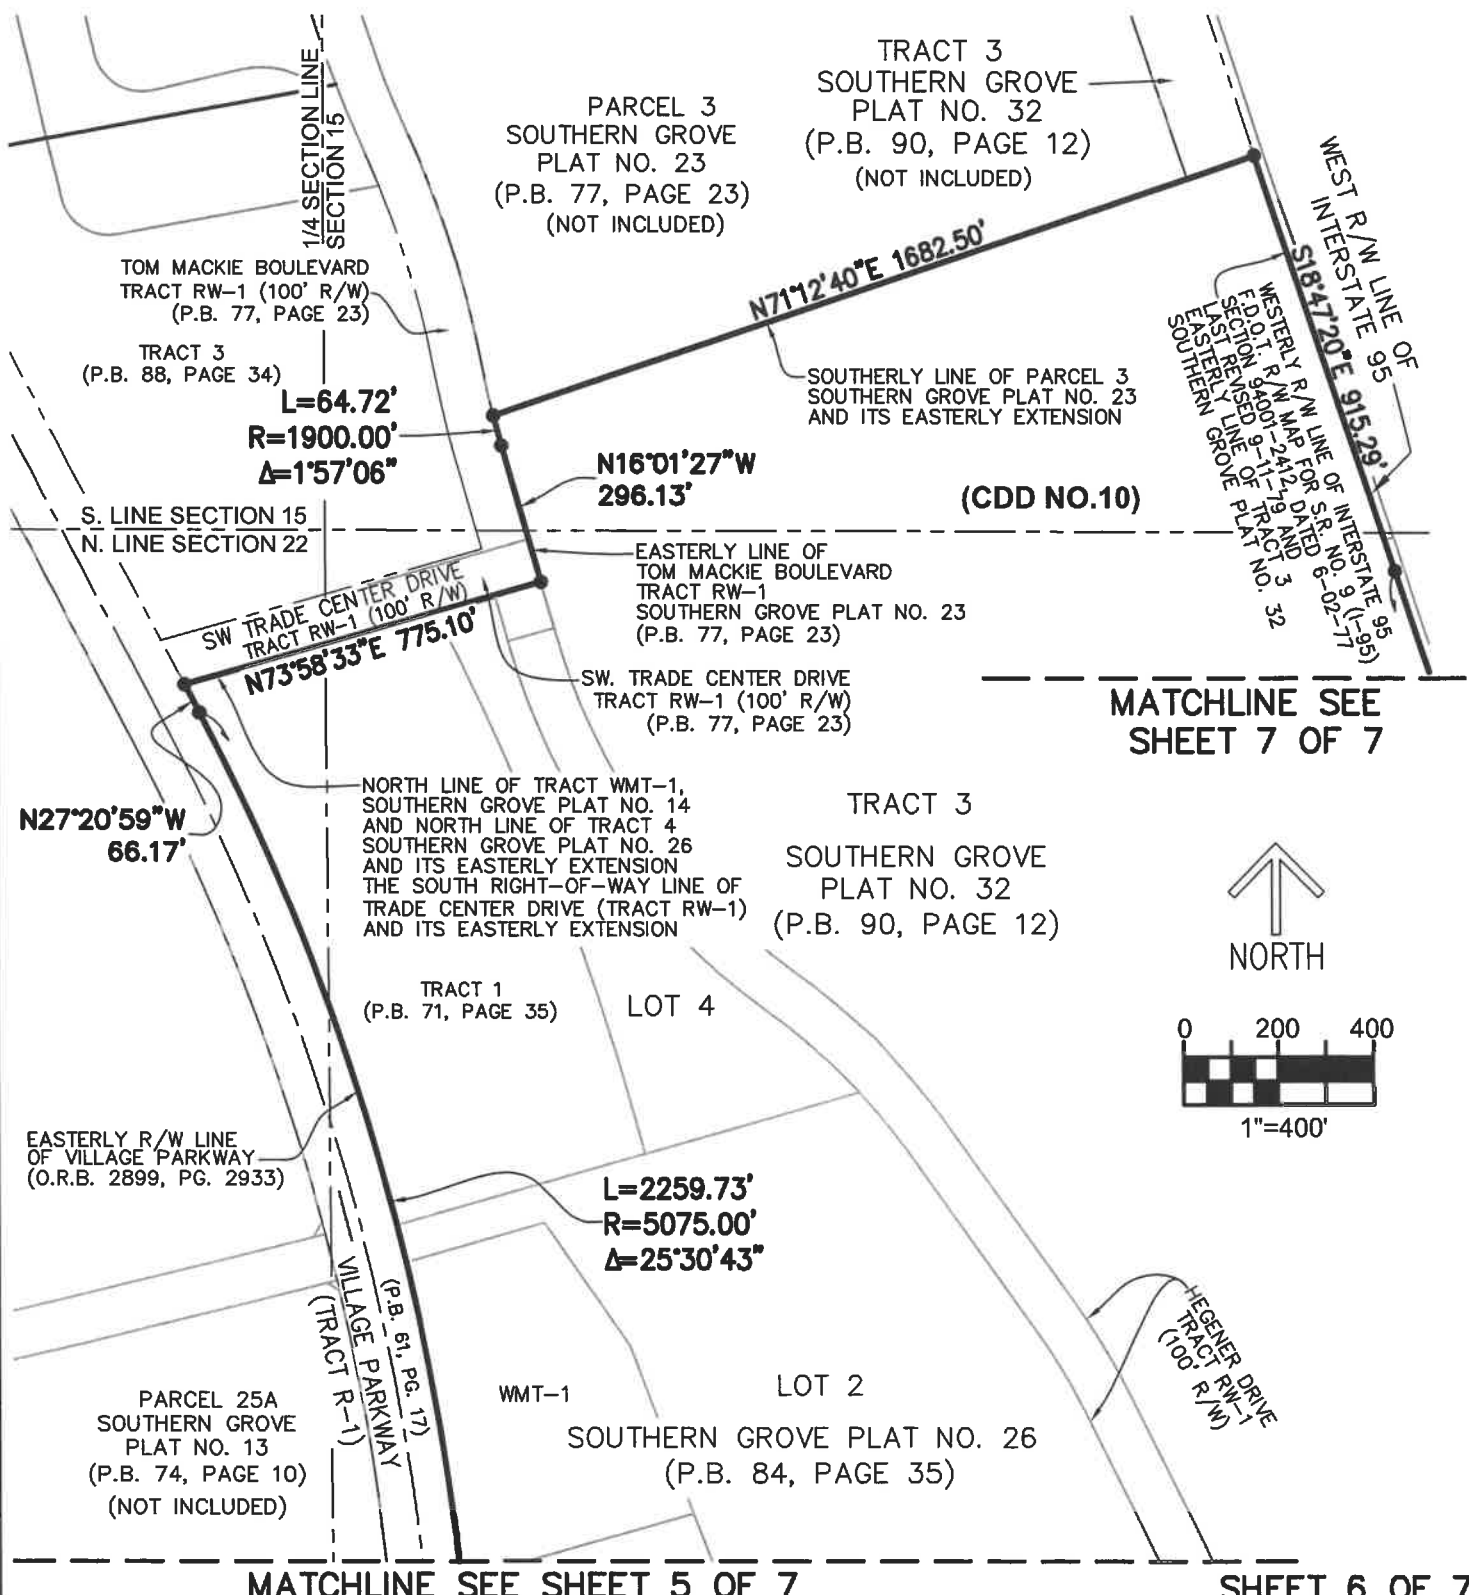 1/4 SECTION LINE
SECTION 15
PARCEL 3
SOUTHERN GROVE
PLAT NO. 23
(P.B. 77, PAGE 23)
(NOT INCLUDED)
TRACT 3
SOUTHERN GROVE
PLAT NO. 32
(P.B. 90, PAGE 12)
(NOT INCLUDED)
WEST R/W LINE OF
INTERSTATE 95
TOM MACKIE BOULEVARD
TRACT RW-1 (100' R/W)
(P.B. 77, PAGE 23)
TRACT 3
(P.B. 88, PAGE 34)
N71°12'40"E 1682.50'
S18°47'20"E 915.29'
WESTERLY R/W LINE OF INTERSTATE 95
F.D.O.T. R/W MAP FOR S.R. NO. 9 (I-95)
SECTION 94001-2412, DATED 6-02-77
LAST REVISED 9-11-79 AND
EASTERLY LINE OF TRACT 3
SOUTHERN GROVE PLAT NO. 32
SOUTHERLY LINE OF PARCEL 3
SOUTHERN GROVE PLAT NO. 23
AND ITS EASTERLY EXTENSION
L=64.72'
R=1900.00'
Δ=1°57'06"
N16°01'27"W
296.13'
(CDD NO.10)
S. LINE SECTION 15
N. LINE SECTION 22
EASTERLY LINE OF
TOM MACKIE BOULEVARD
TRACT RW-1
SOUTHERN GROVE PLAT NO. 23
(P.B. 77, PAGE 23)
SW TRADE CENTER DRIVE
TRACT RW-1 (100' R/W)
N73°58'33"E 775.10'
SW. TRADE CENTER DRIVE
TRACT RW-1 (100' R/W)
(P.B. 77, PAGE 23)
MATCHLINE SEE
SHEET 7 OF 7
N27°20'59"W
66.17'
NORTH LINE OF TRACT WMT-1,
SOUTHERN GROVE PLAT NO. 14
AND NORTH LINE OF TRACT 4
SOUTHERN GROVE PLAT NO. 26
AND ITS EASTERLY EXTENSION
THE SOUTH RIGHT-OF-WAY LINE OF
TRADE CENTER DRIVE (TRACT RW-1)
AND ITS EASTERLY EXTENSION
TRACT 3
SOUTHERN GROVE
PLAT NO. 32
(P.B. 90, PAGE 12)
NORTH
0 200 400
1"=400'
TRACT 1
(P.B. 71, PAGE 35)
LOT 4
EASTERLY R/W LINE
OF VILLAGE PARKWAY
(O.R.B. 2899, PG. 2933)
L=2259.73'
R=5075.00'
Δ=25°30'43"
(P.B. 61, PG. 17)
VILLAGE PARKWAY
(TRACT R-1)
HEGENER DRIVE
TRACT RW-1
(100' R/W)
PARCEL 25A
SOUTHERN GROVE
PLAT NO. 13
(P.B. 74, PAGE 10)
(NOT INCLUDED)
WMT-1
LOT 2
SOUTHERN GROVE PLAT NO. 26
(P.B. 84, PAGE 35)
MATCHLINE SEE SHEET 5 OF 7
SHEET 6 OF 7